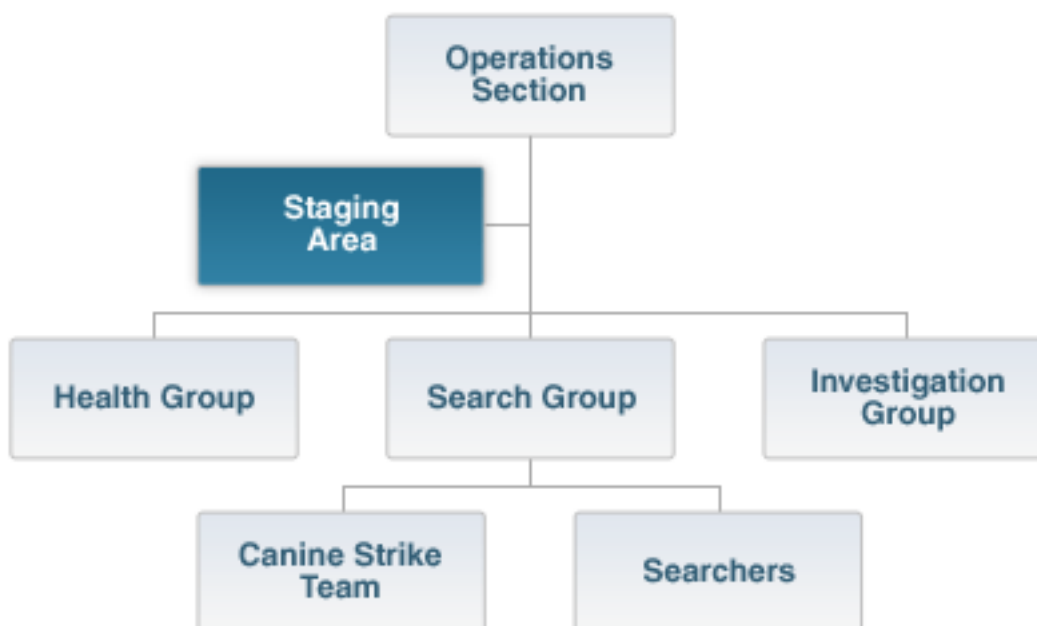 Operations
Section
Staging
Area
Health Group
Search Group
Investigation
Group
Canine Strike
Team
Searchers